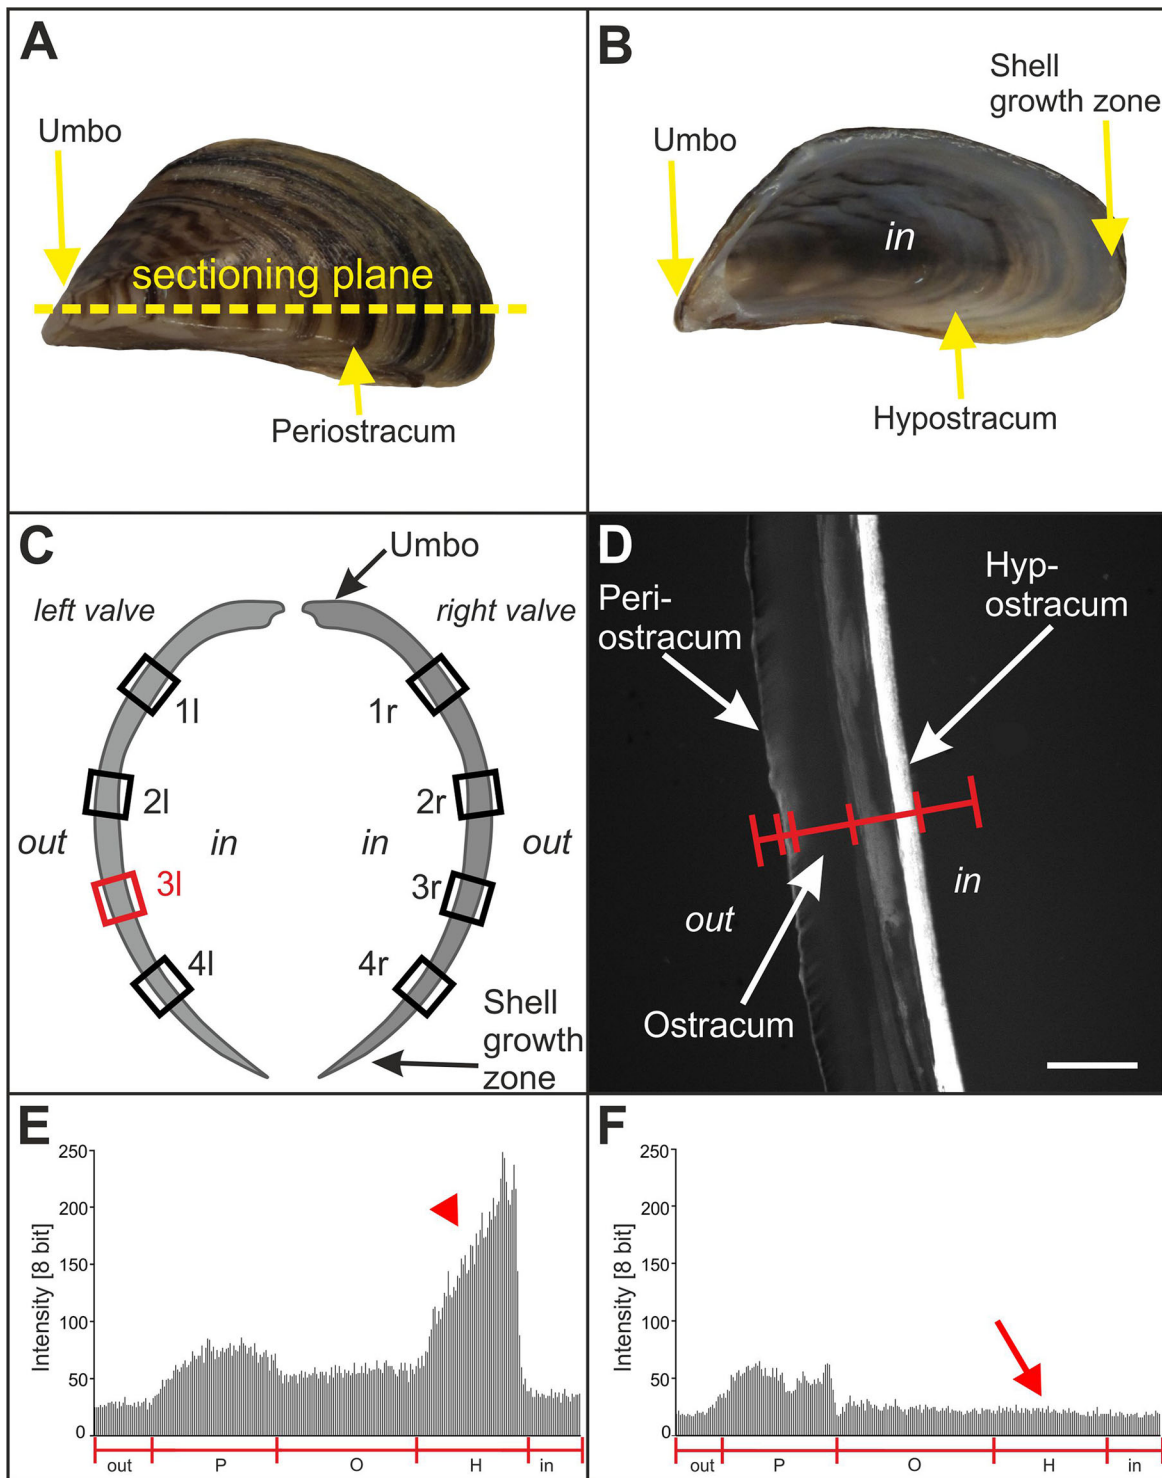 A
Umbo
sectioning plane
Periostracum
B
Shell
growth zone
Umbo
in
Hypostracum
C
Umbo
left valve
right valve
1l
1r
2l
2r
out
in
in
out
3l
3r
4l
4r
Shell
growth
zone
D
Peri-
ostracum
Hyp-
ostracum
in
out
Ostracum
E
Intensity [8 bit]
250
200
150
100
50
0
out
P
O
H
in
F
Intensity [8 bit]
250
200
150
100
50
0
out
P
O
H
in